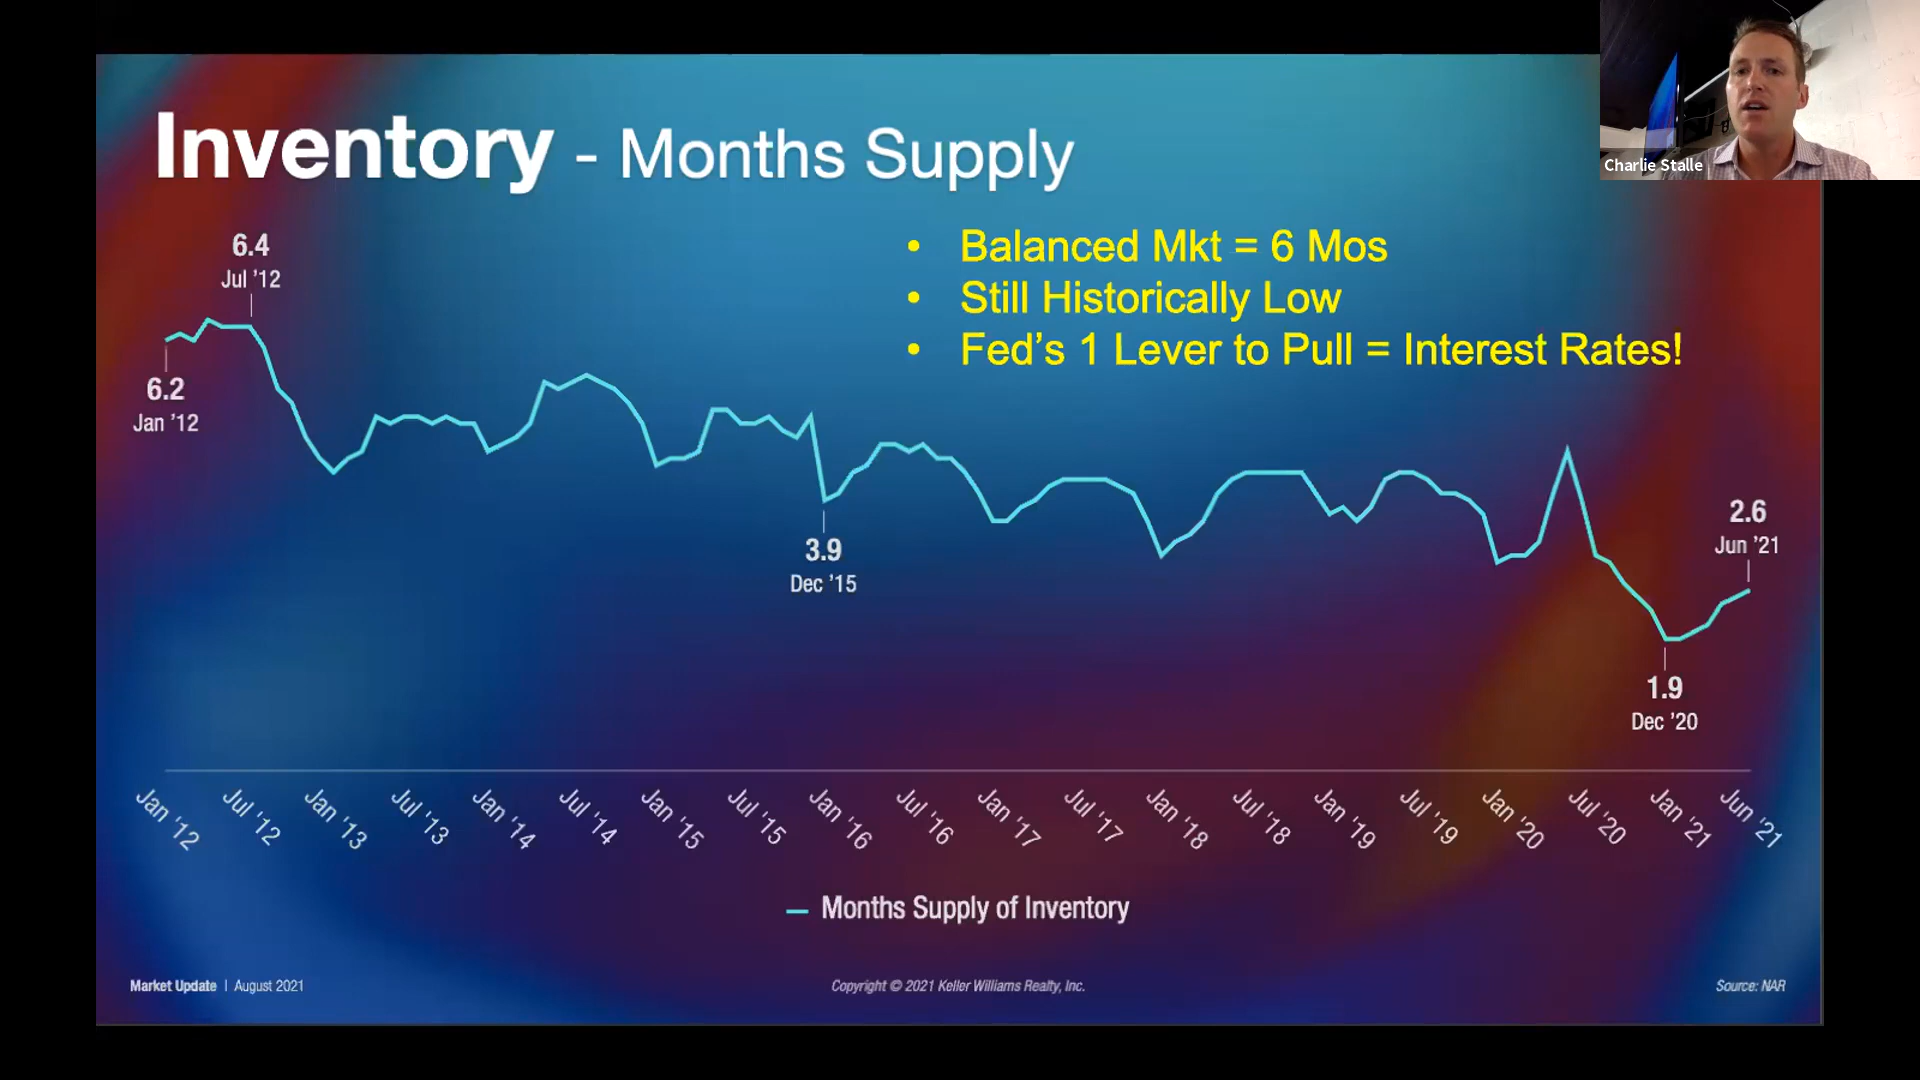 Charlie Stalle
Inventory - Months Supply
• Balanced Mkt = 6 Mos
• Still Historically Low
• Fed’s 1 Lever to Pull = Interest Rates!
6.4
Jul ’12
6.2
Jan ’12
3.9
Dec ’15
2.6
Jun ’21
1.9
Dec ’20
Jan ’12
Jul ’12
Jan ’13
Jul ’13
Jan ’14
Jul ’14
Jan ’15
Jul ’15
Jan ’16
Jul ’16
Jan ’17
Jul ’17
Jan ’18
Jul ’18
Jan ’19
Jul ’19
Jan ’20
Jul ’20
Jan ’21
Jun ’21
Months Supply of Inventory
Market Update | August 2021
Copyright © 2021 Keller Williams Realty, Inc.
Source: NAR